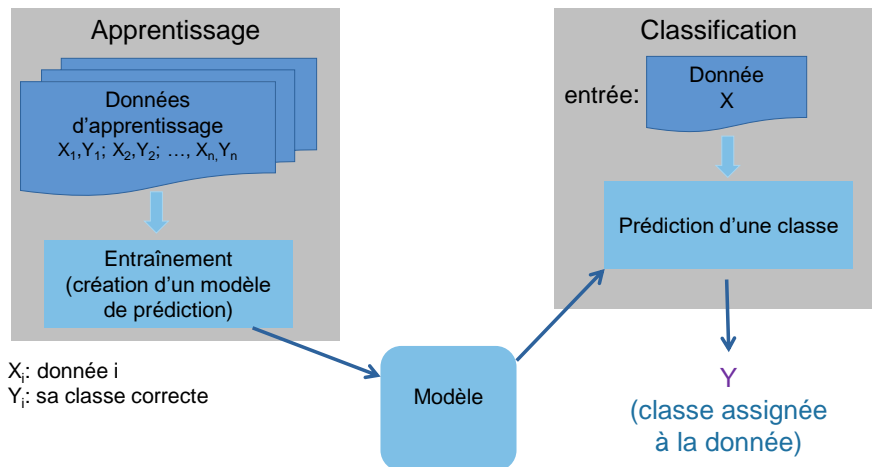 Apprentissage
Données
d'apprentissage
X₁,Y₁; X₂,Y₂; …, Xₙ,Yₙ
Entraînement
(création d'un modèle
de prédiction)
Xᵢ: donnée i
Yᵢ: sa classe correcte
Modèle
Classification
entrée:
Donnée
X
Prédiction d'une classe
Y
(classe assignée
à la donnée)